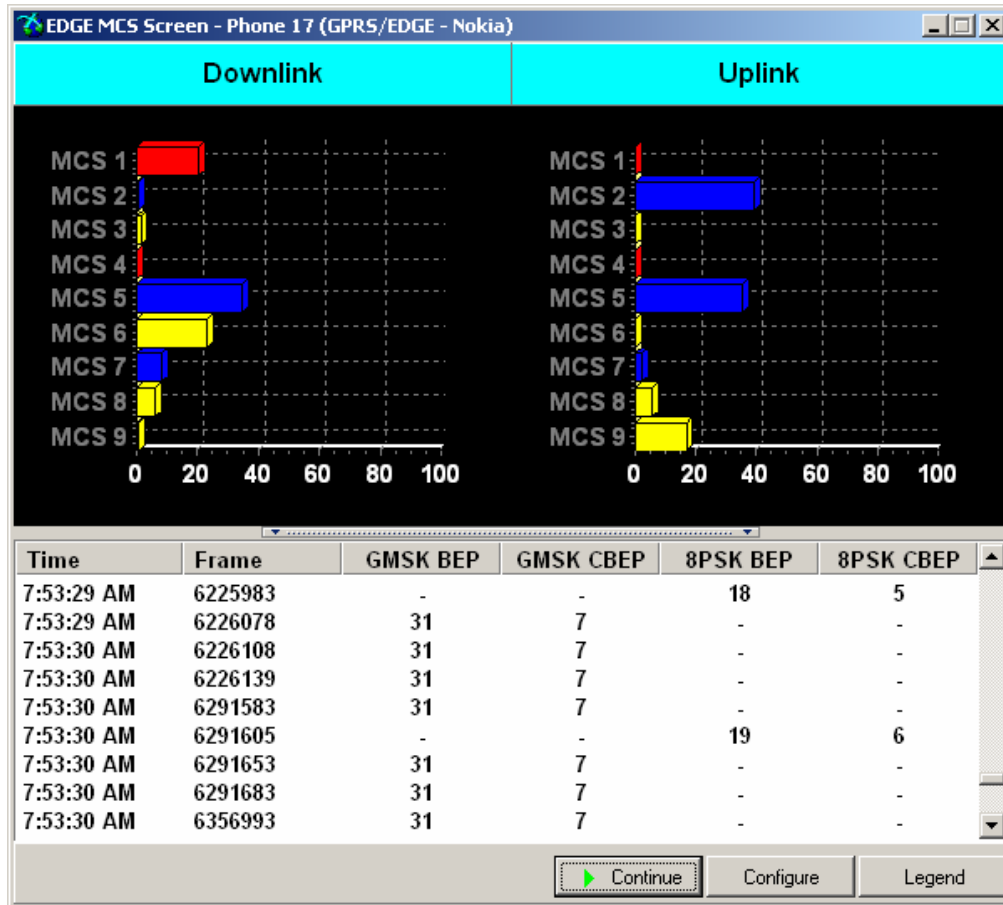 EDGE MCS Screen - Phone 17 (GPRS/EDGE - Nokia)
Downlink Uplink
MCS 1 MCS 1
MCS 2 MCS 2
MCS 3 MCS 3
MCS 4 MCS 4
MCS 5 MCS 5
MCS 6 MCS 6
MCS 7 MCS 7
MCS 8 MCS 8
MCS 9 MCS 9
0 20 40 60 80 100 0 20 40 60 80 100
Time Frame GMSK BEP GMSK CBEP 8PSK BEP 8PSK CBEP
7:53:29 AM 6225983 - - 18 5
7:53:29 AM 6226078 31 7 - -
7:53:30 AM 6226108 31 7 - -
7:53:30 AM 6226139 31 7 - -
7:53:30 AM 6291583 31 7 - -
7:53:30 AM 6291605 - - 19 6
7:53:30 AM 6291653 31 7 - -
7:53:30 AM 6291683 31 7 - -
7:53:30 AM 6356993 31 7 - -
Continue Configure Legend